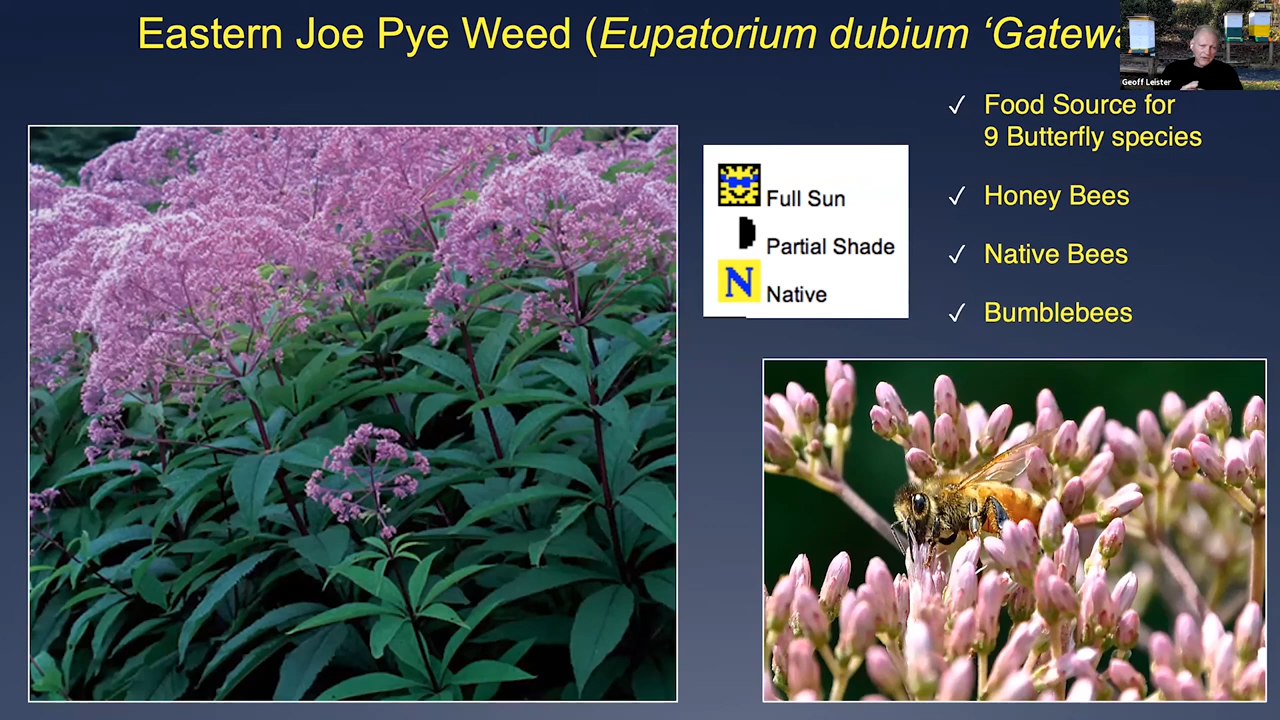 Eastern Joe Pye Weed (Eupatorium dubium ‘Gatewa
Geoff Leister
✓ Food Source for
9 Butterfly species
✓ Honey Bees
✓ Native Bees
✓ Bumblebees
Full Sun
Partial Shade
N Native